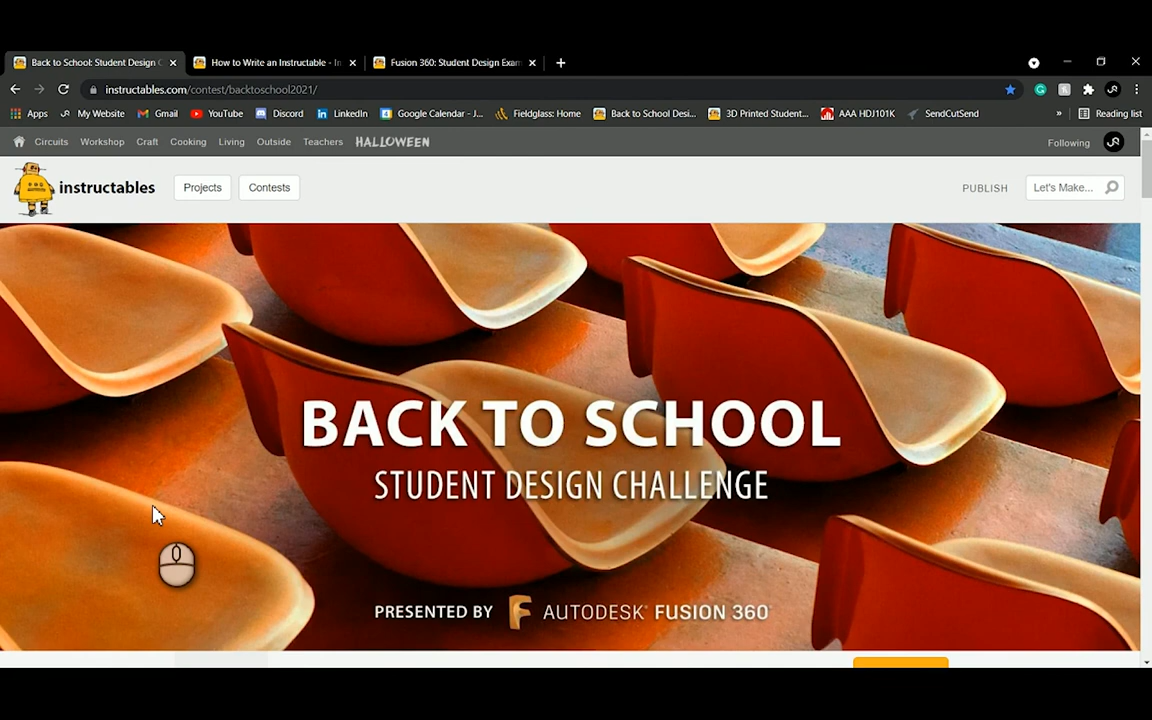 Back to School: Student Design C
How to Write an Instructable - In
Fusion 360: Student Design Exam
instructables.com/contest/backtoschool2021/
Apps
My Website
Gmail
YouTube
Discord
LinkedIn
Google Calendar - J...
Fieldglass: Home
Back to School Desi...
3D Printed Student...
AAA HDJ101K
SendCutSend
»
Reading list
Circuits
Workshop
Craft
Cooking
Living
Outside
Teachers
HALLOWEEN
Following
instructables
Projects
Contests
PUBLISH
Let's Make...
BACK TO SCHOOL
STUDENT DESIGN CHALLENGE
PRESENTED BY F AUTODESK® FUSION 360